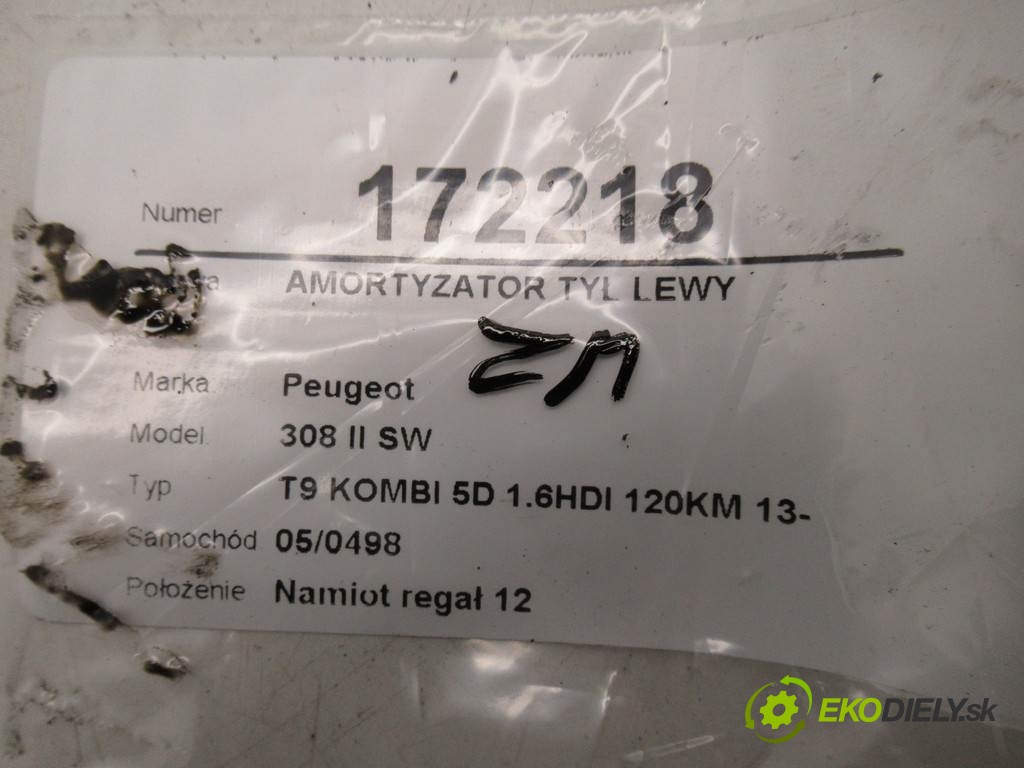 Numer 172218
AMORTYZATOR TYL LEWY
Marka Peugeot
Model 308 II SW
Typ T9 KOMBI 5D 1.6HDI 120KM 13-
Samochód 05/0498
Położenie Namiot regał 12
EKODIELY.sk